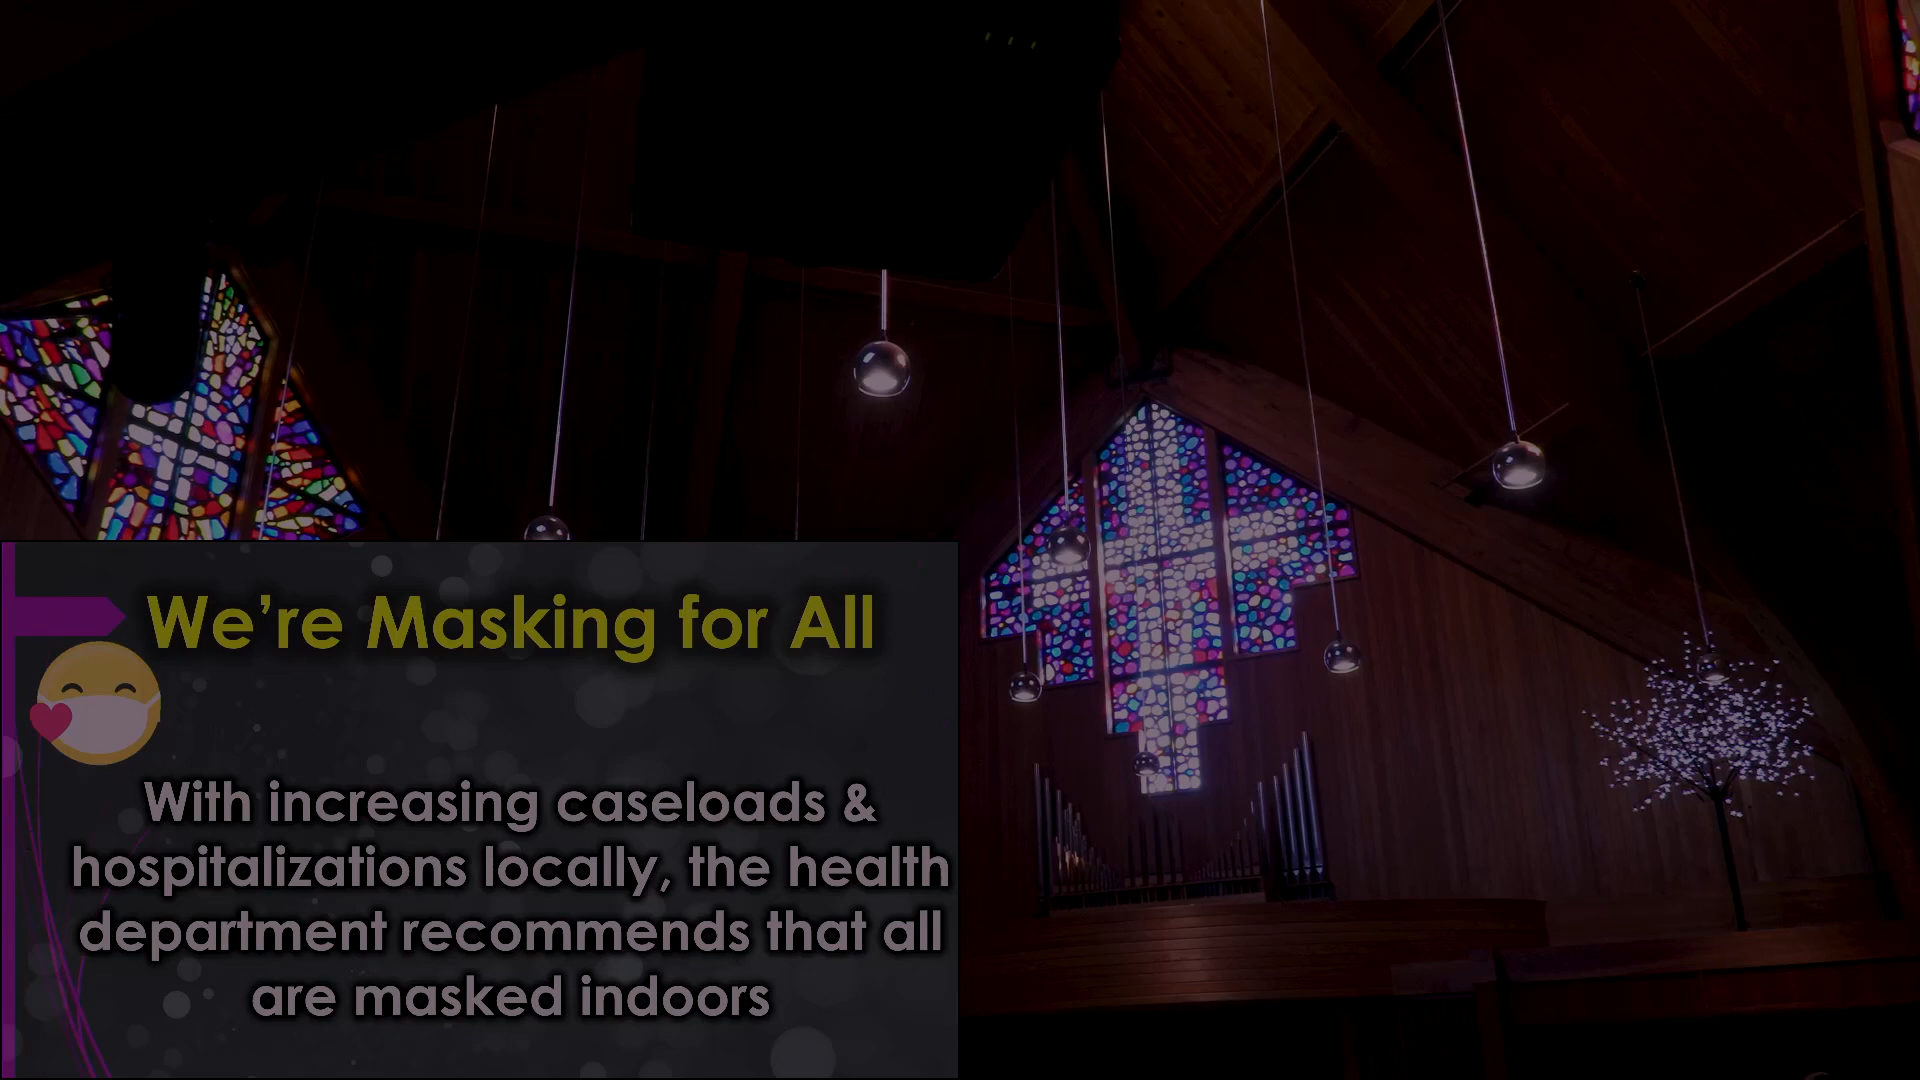 We’re Masking for All
With increasing caseloads &
hospitalizations locally, the health
department recommends that all
are masked indoors